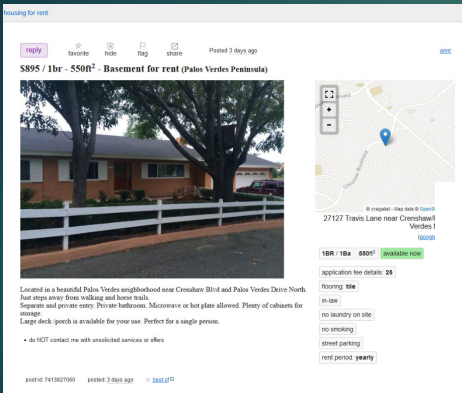 housing for rent
reply
favorite
hide
flag
share
Posted 3 days ago
print
$895 / 1br - 550ft² - Basement for rent (Palos Verdes Peninsula)
+
-
Crenshaw Boulevard
© craigslist - Map data © OpenS
27127 Travis Lane near Crenshaw/
Verdes
(googl
1BR / 1Ba 550ft² available now
application fee details: 25
flooring: tile
in-law
no laundry on site
no smoking
street parking
rent period: yearly
Located in a beautiful Palos Verdes neighborhood near Crenshaw Blvd and Palos Verdes Drive North.
Just steps away from walking and horse trails.
Separate and private entry. Private bathroom. Microwave or hot plate allowed. Plenty of cabinets for
storage.
Large deck /porch is available for your use. Perfect for a single person.
• do NOT contact me with unsolicited services or offers
post id: 7413827060 posted: 3 days ago best of